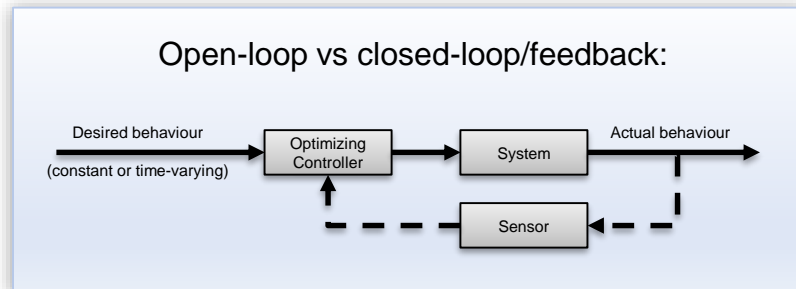 Open-loop vs closed-loop/feedback:
Desired behaviour
(constant or time-varying)
Optimizing
Controller
System
Actual behaviour
Sensor